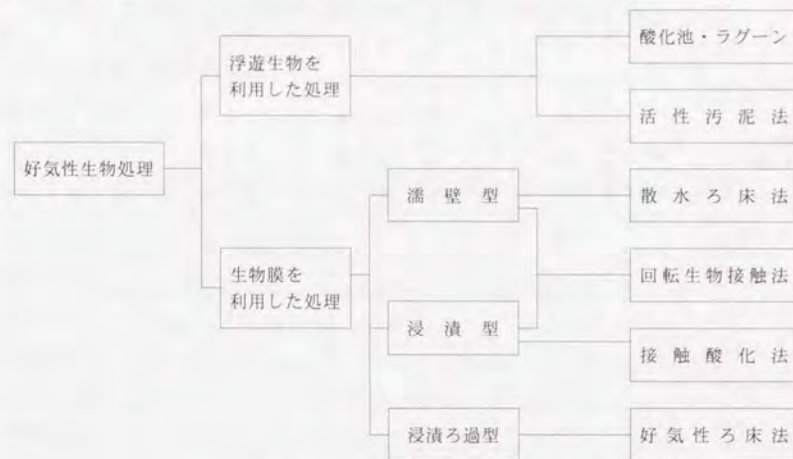 好気性生物処理
浮遊生物を
利用した処理
生物膜を
利用した処理
濡壁型
浸漬型
浸漬ろ過型
酸化池・ラグーン
活性汚泥法
散水ろ床法
回転生物接触法
接触酸化法
好気性ろ床法